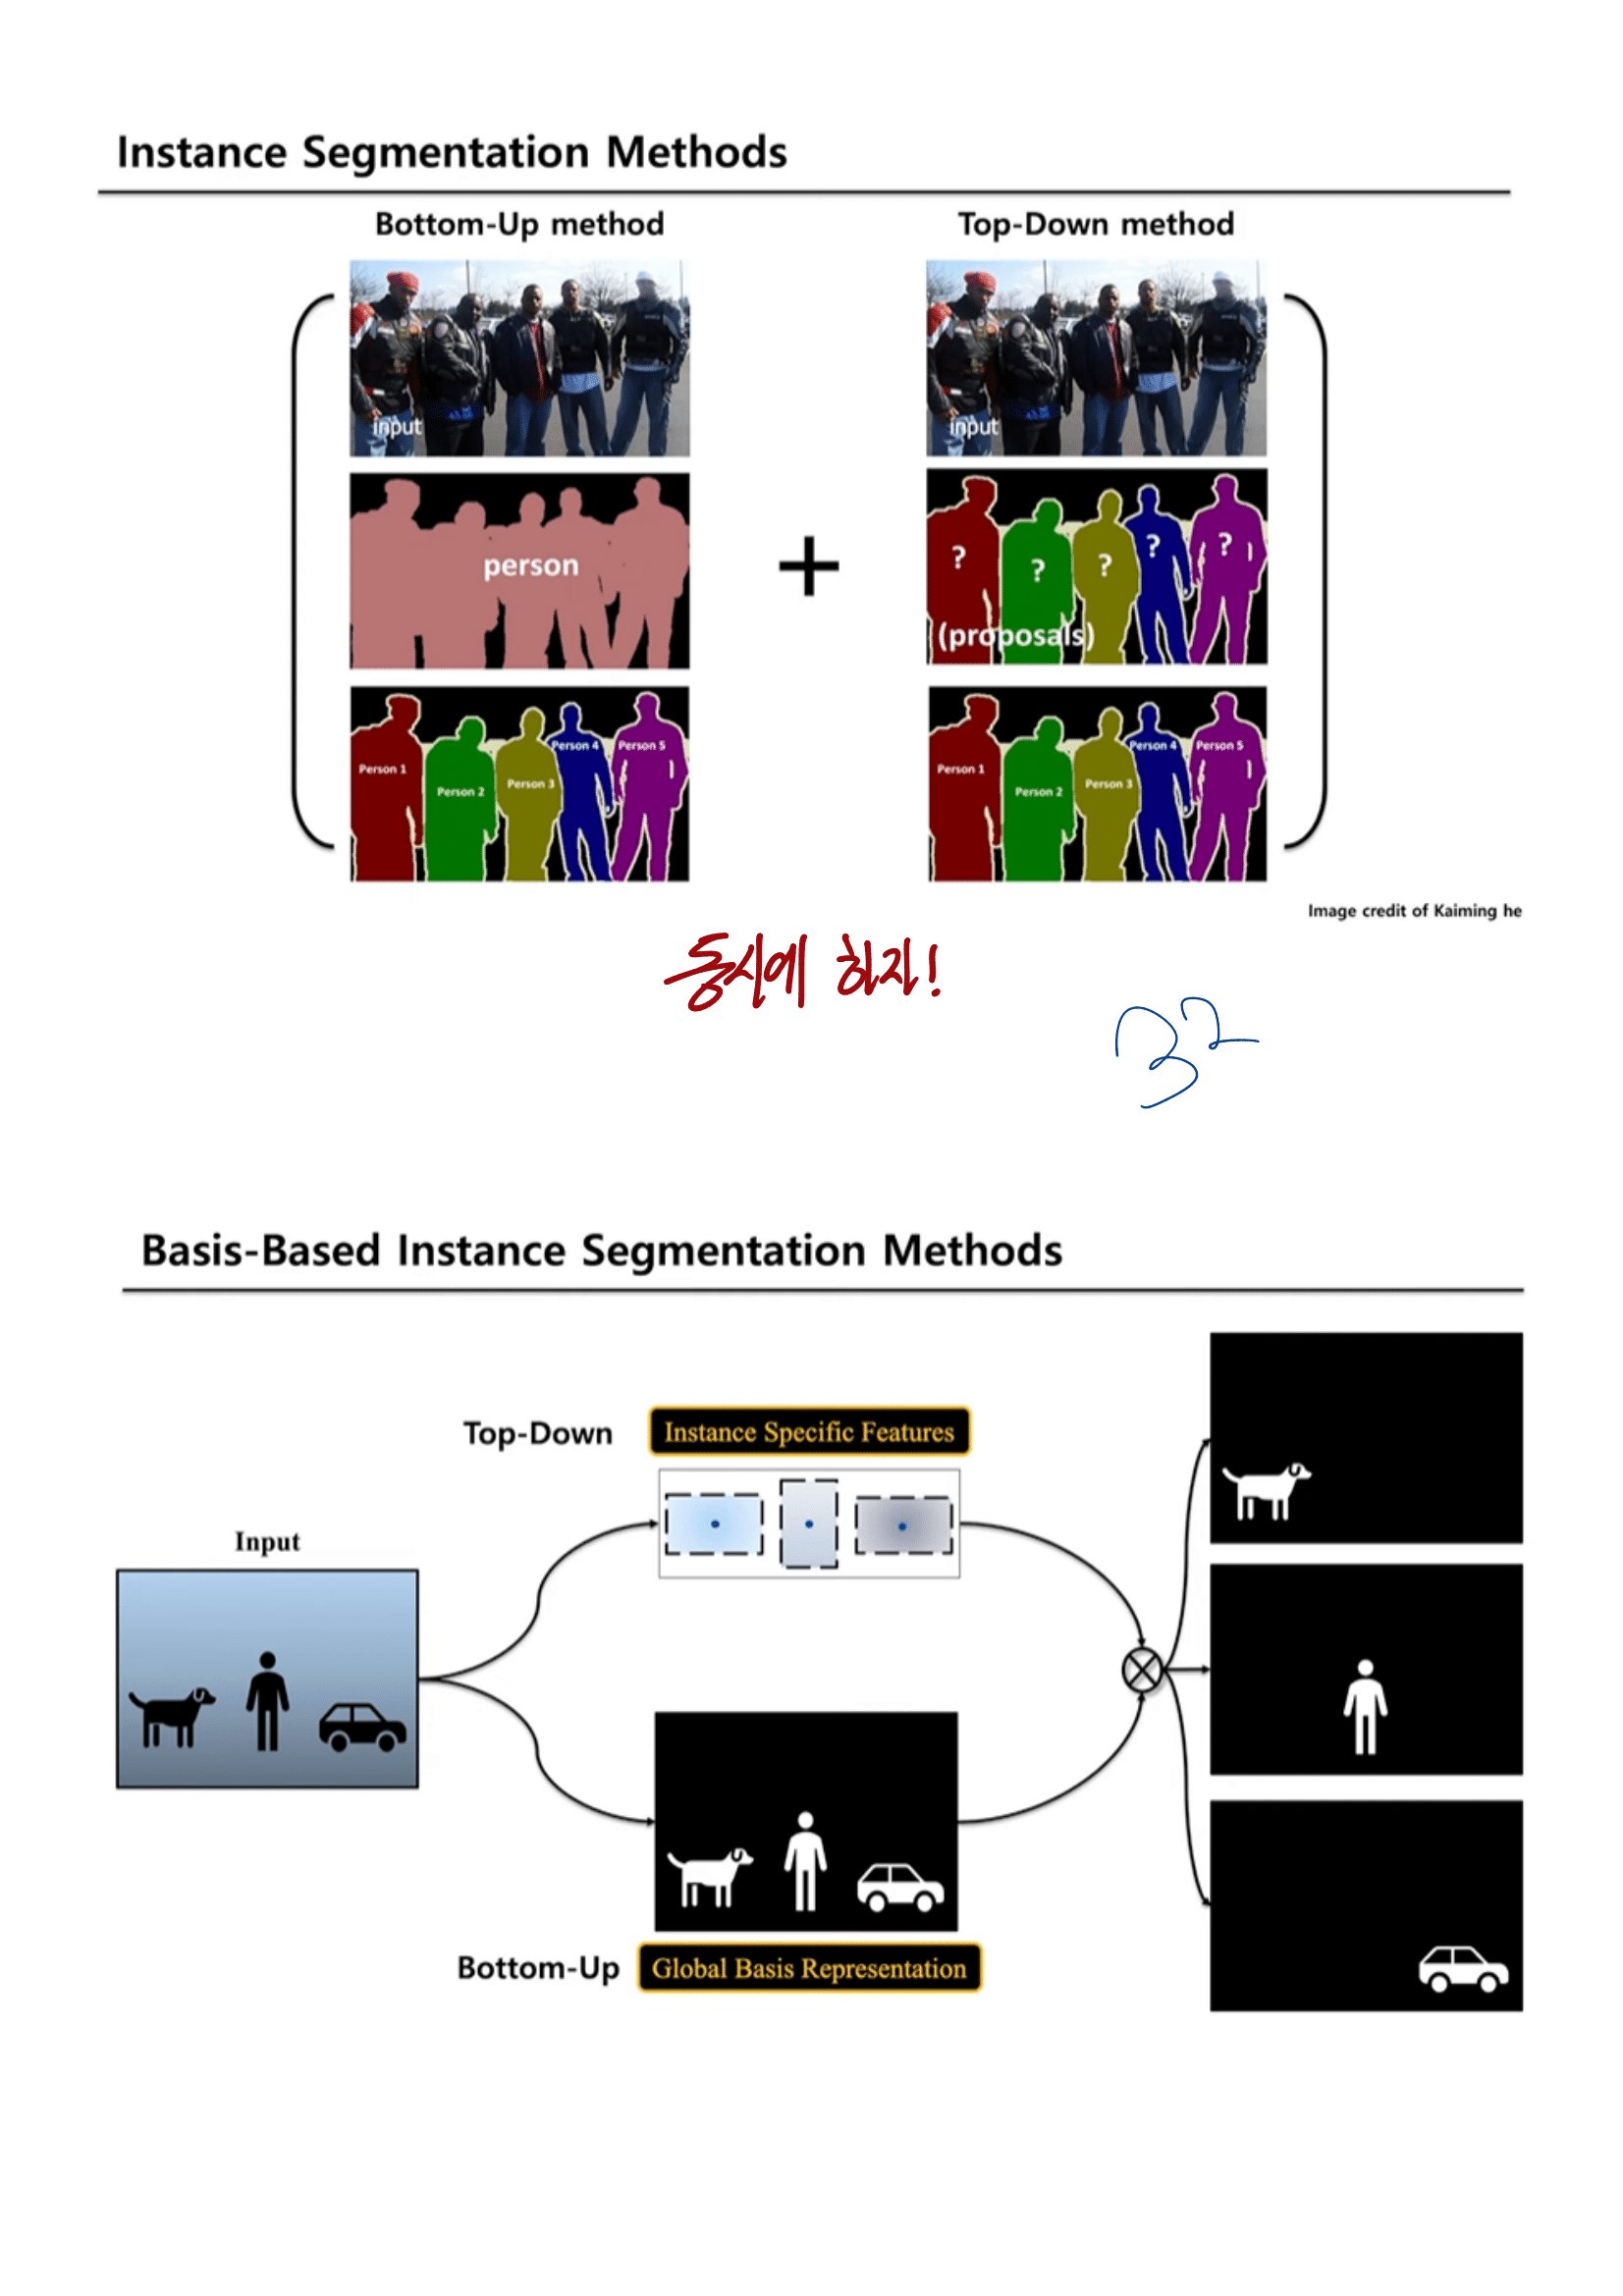 Instance Segmentation Methods
Bottom-Up method
Top-Down method
input
input
person
+
? ? ? ? ?
(proposals)
Person 1 Person 2 Person 3 Person 4 Person 5
Person 1 Person 2 Person 3 Person 4 Person 5
Image credit of Kaiming he
동시에 하자!
Basis-Based Instance Segmentation Methods
Top-Down
Instance Specific Features
Input
Bottom-Up
Global Basis Representation